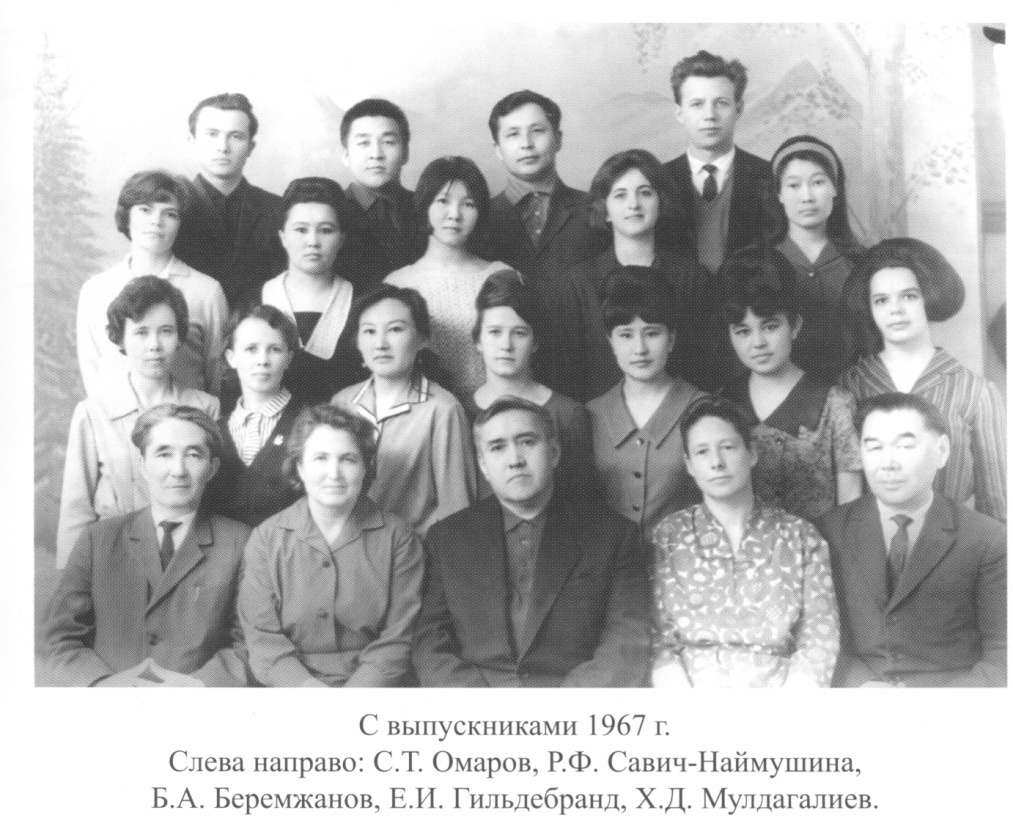 С выпускниками 1967 г.
Слева направо: С.Т. Омаров, Р.Ф. Савич-Наймушина,
Б.А. Беремжанов, Е.И. Гильдебранд, Х.Д. Мулдагалиев.